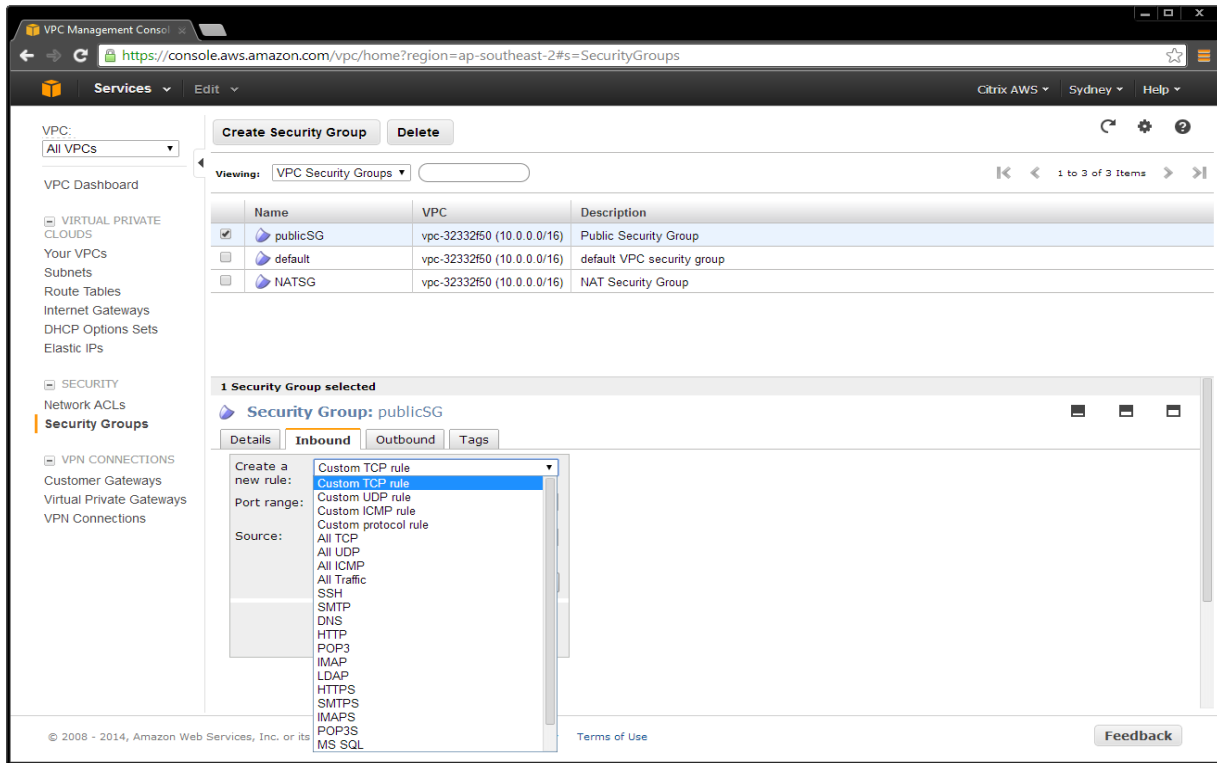 VPC Management Consol
https://console.aws.amazon.com/vpc/home?region=ap-southeast-2#s=SecurityGroups
Services Edit Citrix AWS Sydney Help
VPC:
All VPCs
VPC Dashboard
VIRTUAL PRIVATE
CLOUDS
Your VPCs
Subnets
Route Tables
Internet Gateways
DHCP Options Sets
Elastic IPs
SECURITY
Network ACLs
Security Groups
VPN CONNECTIONS
Customer Gateways
Virtual Private Gateways
VPN Connections
Create Security Group Delete
Viewing: VPC Security Groups 1 to 3 of 3 Items
Name VPC Description
publicSG vpc-32332f50 (10.0.0.0/16) Public Security Group
default vpc-32332f50 (10.0.0.0/16) default VPC security group
NATSG vpc-32332f50 (10.0.0.0/16) NAT Security Group
1 Security Group selected
Security Group: publicSG
Details Inbound Outbound Tags
Create a
new rule:
Custom TCP rule
Port range:
Source:
Custom TCP rule
Custom UDP rule
Custom ICMP rule
Custom protocol rule
All TCP
All UDP
All ICMP
All Traffic
SSH
SMTP
DNS
HTTP
POP3
IMAP
LDAP
HTTPS
SMTPS
IMAPS
POP3S
MS SQL
© 2008 - 2014, Amazon Web Services, Inc. or its Terms of Use Feedback